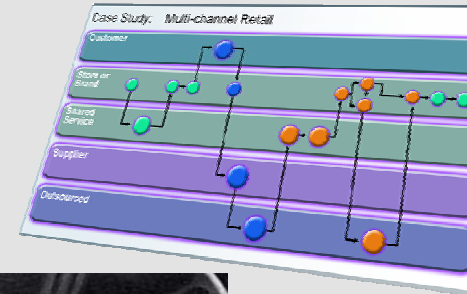 Case Study: Multi-channel Retail
Customer
Store or
Brand
Shared
Service
Supplier
Outsourced